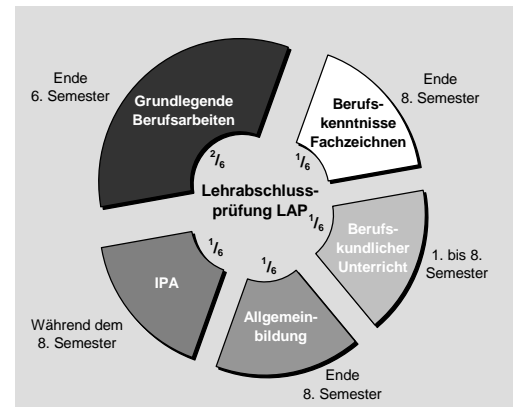 Ende
6. Semester
Grundlegende
Berufsarbeiten
2/6
Ende
8. Semester
Berufs-
kenntnisse
Fachzeichnen
1/6
Lehrabschluss-
prüfung LAP
1/6
Berufs-
kundlicher
Unterricht
1. bis 8.
Semester
1/6
IPA
Während dem
8. Semester
1/6
Allgemein-
bildung
Ende
8. Semester